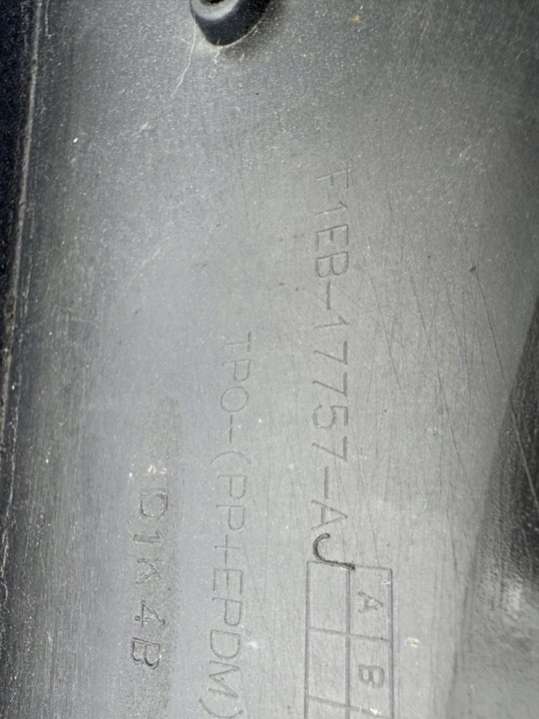 F1EB-17757-AJ
A B
TPO-(PP+EPDM)
D1K4B